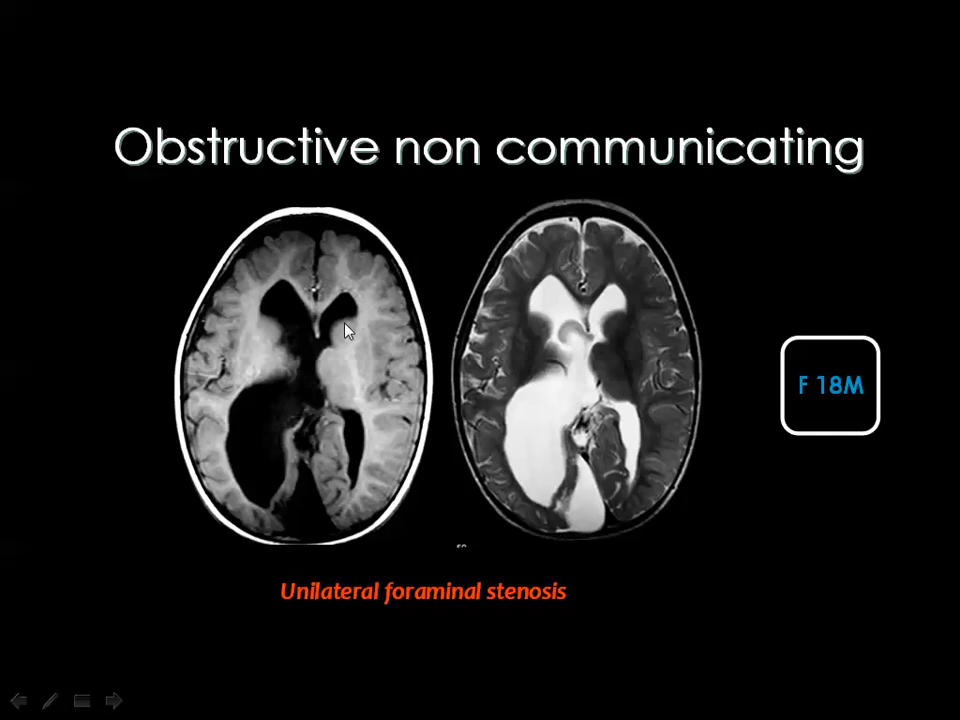 Obstructive non communicating
F 18M
Unilateral foraminal stenosis